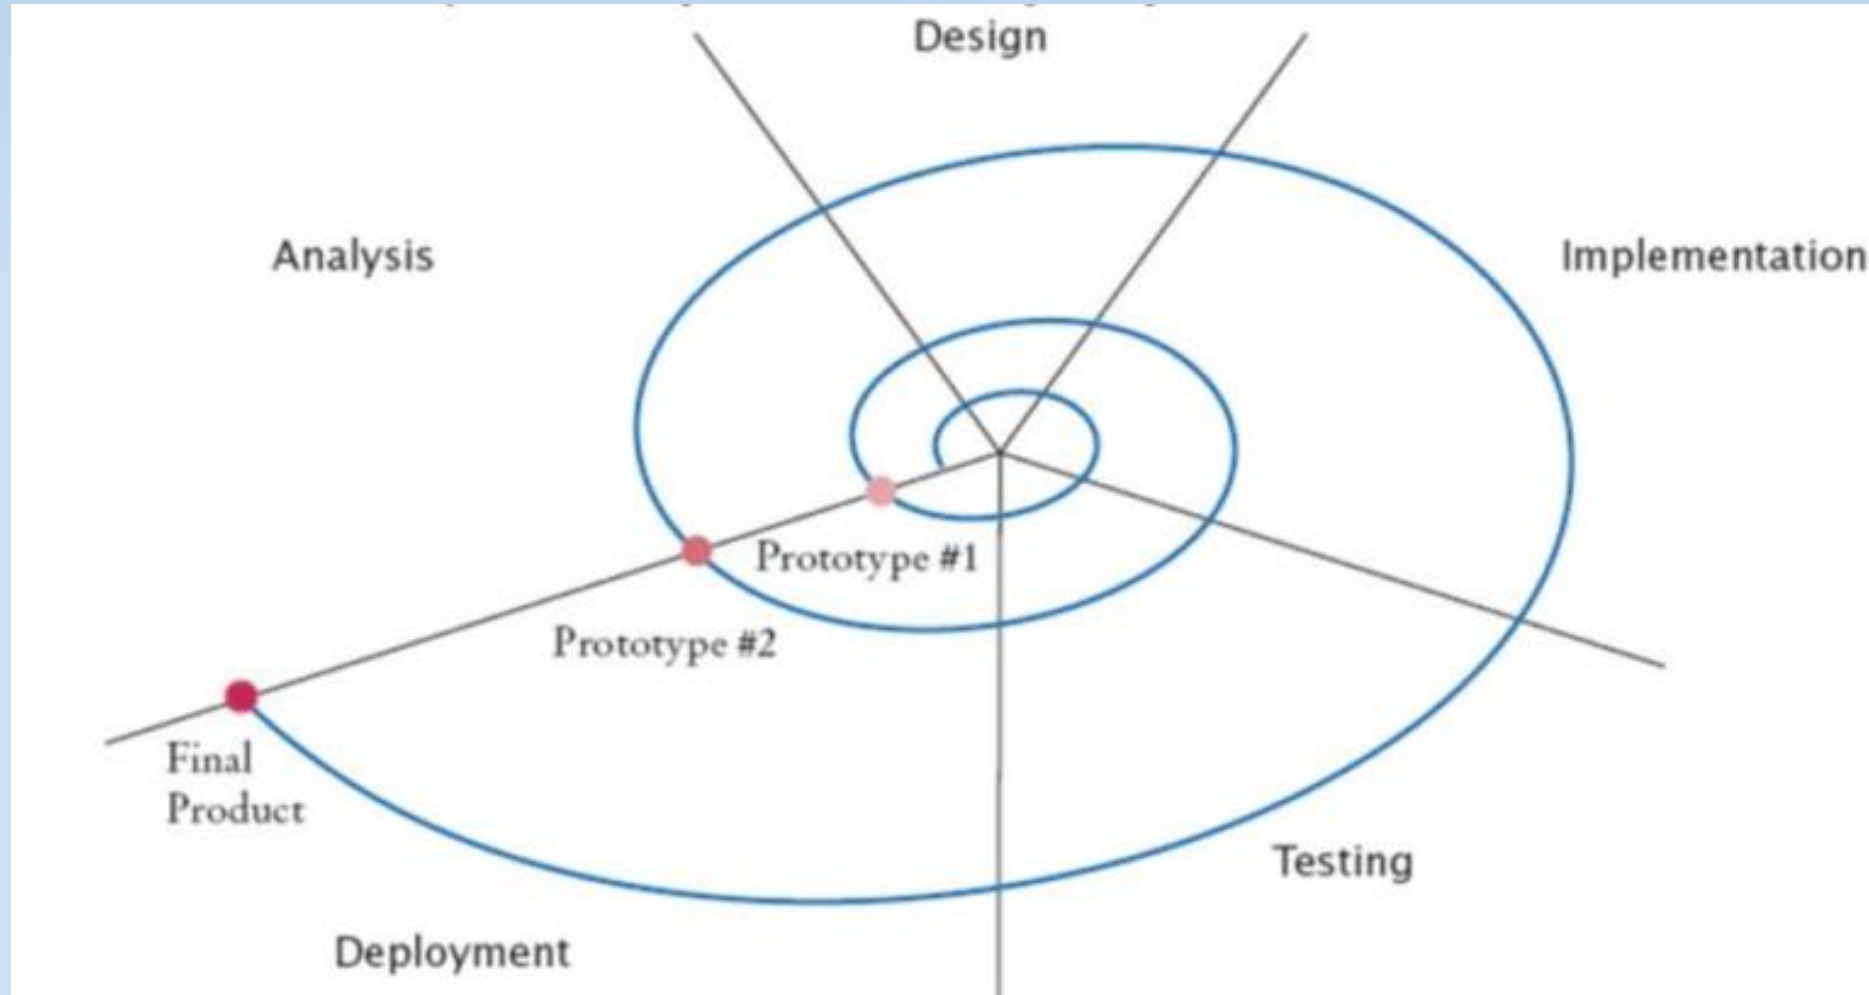 Design
Analysis
Implementation
Prototype #1
Prototype #2
Final
Product
Testing
Deployment